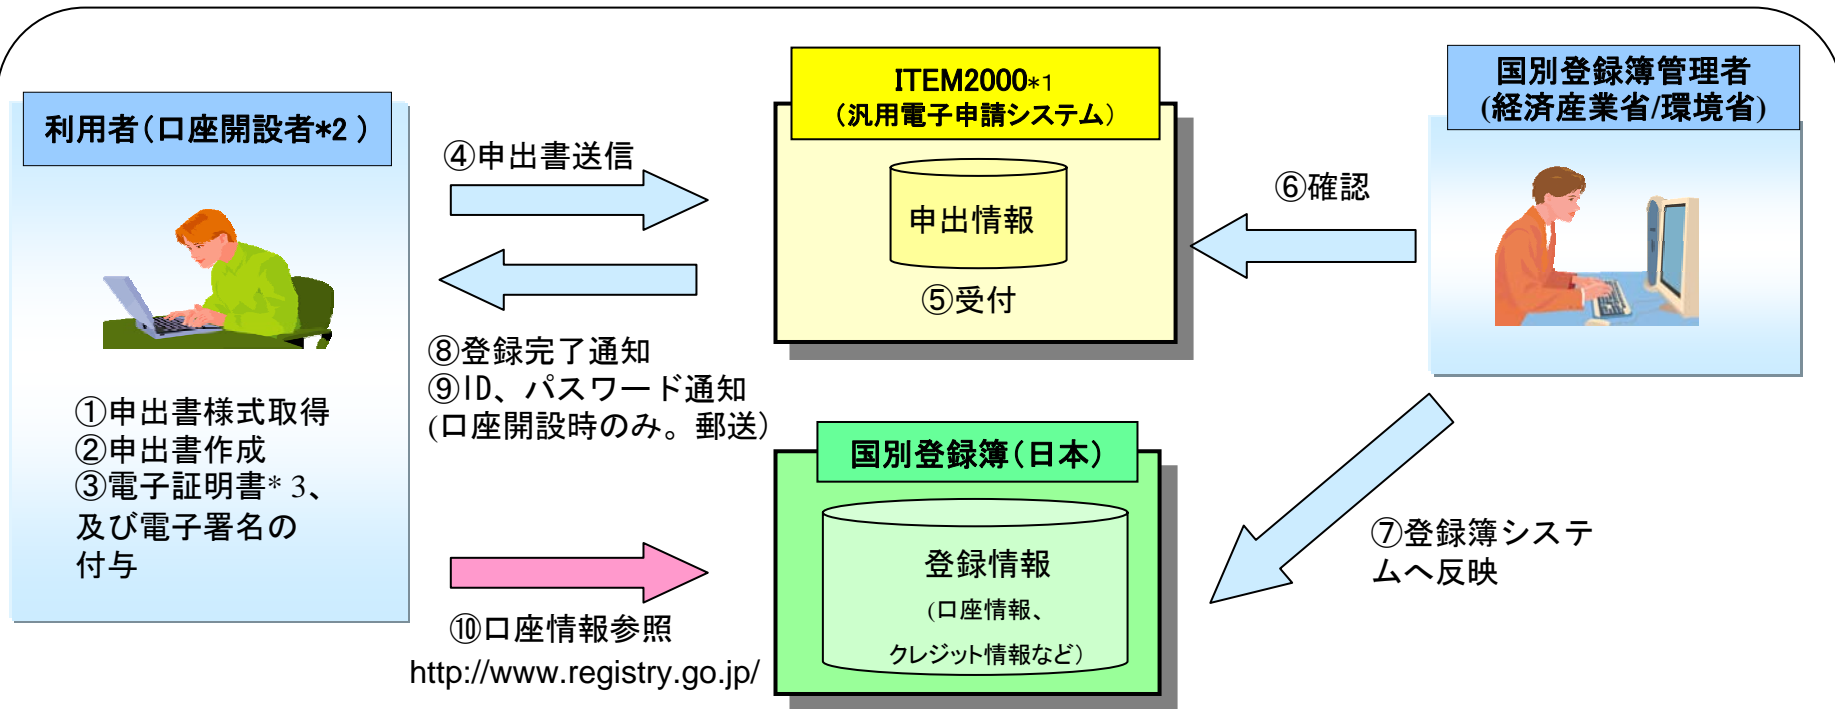 利用者(口座開設者*2 )
①申出書様式取得
②申出書作成
③電子証明書* 3、
及び電子署名の
付与
④申出書送信
⑧登録完了通知
⑨ID、パスワード通知
(口座開設時のみ。郵送)
⑩口座情報参照
http://www.registry.go.jp/
ITEM2000*1
(汎用電子申請システム)
申出情報
⑤受付
国別登録簿(日本)
登録情報
(口座情報、
クレジット情報など)
国別登録簿管理者
(経済産業省/環境省)
⑥確認
⑦登録簿システ
ムへ反映